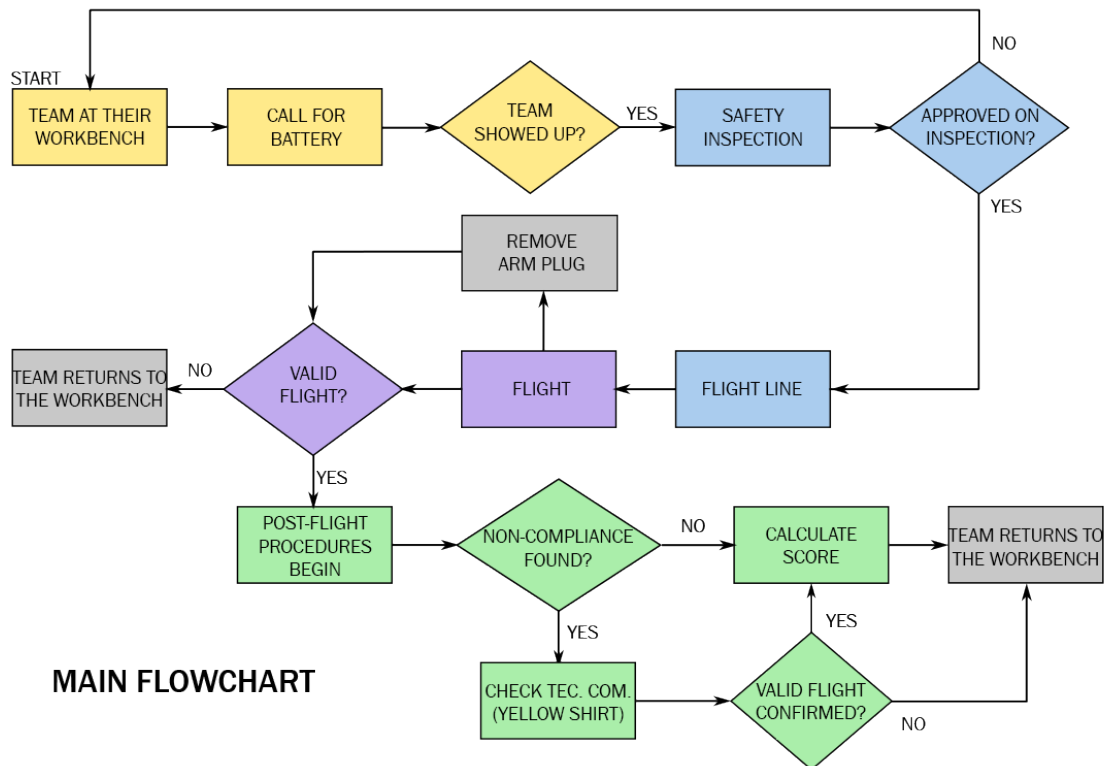 START
NO
TEAM AT THEIR
WORKBENCH
CALL FOR
BATTERY
TEAM
SHOWED UP?
YES
SAFETY
INSPECTION
APPROVED ON
INSPECTION?
YES
REMOVE
ARM PLUG
TEAM RETURNS TO
THE WORKBENCH
NO
VALID
FLIGHT?
FLIGHT
FLIGHT LINE
YES
POST-FLIGHT
PROCEDURES
BEGIN
NON-COMPLIANCE
FOUND?
NO
CALCULATE
SCORE
TEAM RETURNS TO
THE WORKBENCH
YES
YES
MAIN FLOWCHART
CHECK TEC. COM.
(YELLOW SHIRT)
VALID FLIGHT
CONFIRMED?
NO